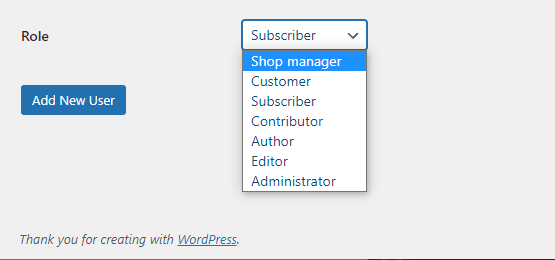 Role
Subscriber
Shop manager
Customer
Subscriber
Contributor
Author
Editor
Administrator
Add New User
Thank you for creating with WordPress.